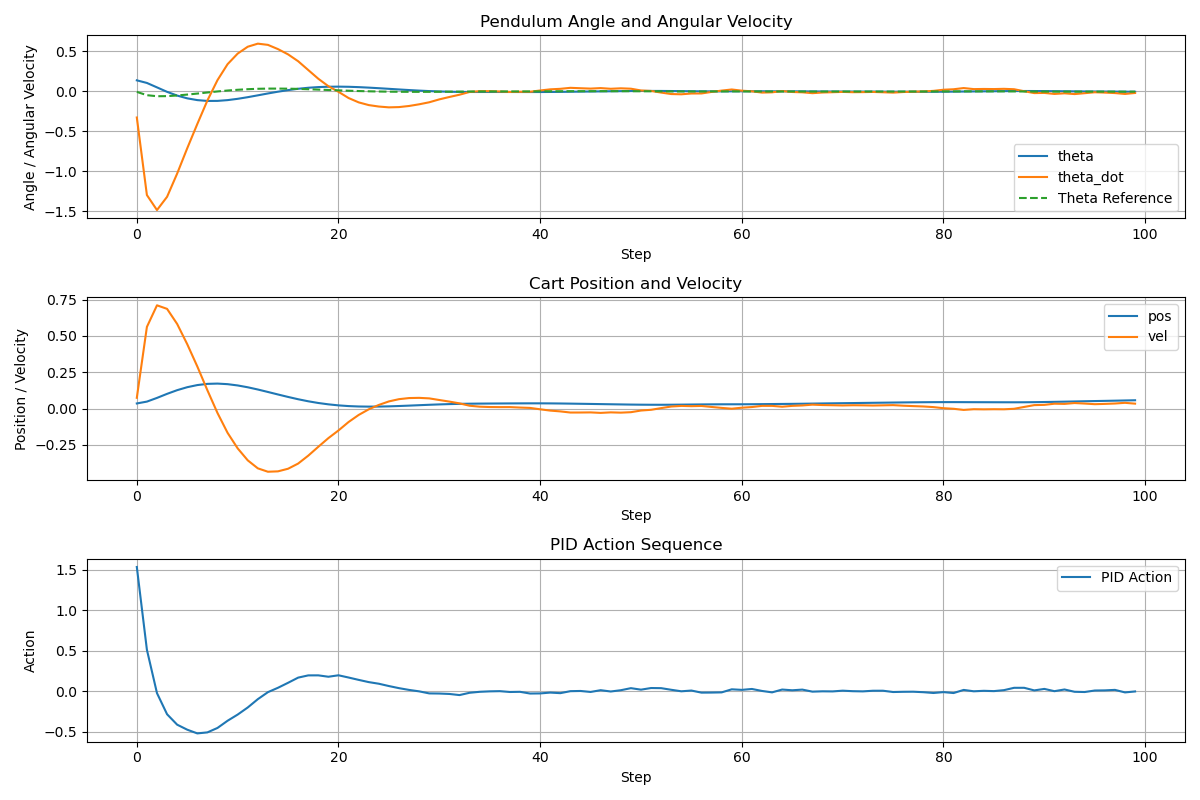 Pendulum Angle and Angular Velocity
Angle / Angular Velocity
0.5
0.0
−0.5
−1.0
−1.5
theta
theta_dot
Theta Reference
0 20 40 60 80 100
Step
Cart Position and Velocity
Position / Velocity
0.75
0.50
0.25
0.00
−0.25
pos
vel
0 20 40 60 80 100
Step
PID Action Sequence
Action
1.5
1.0
0.5
0.0
−0.5
PID Action
0 20 40 60 80 100
Step